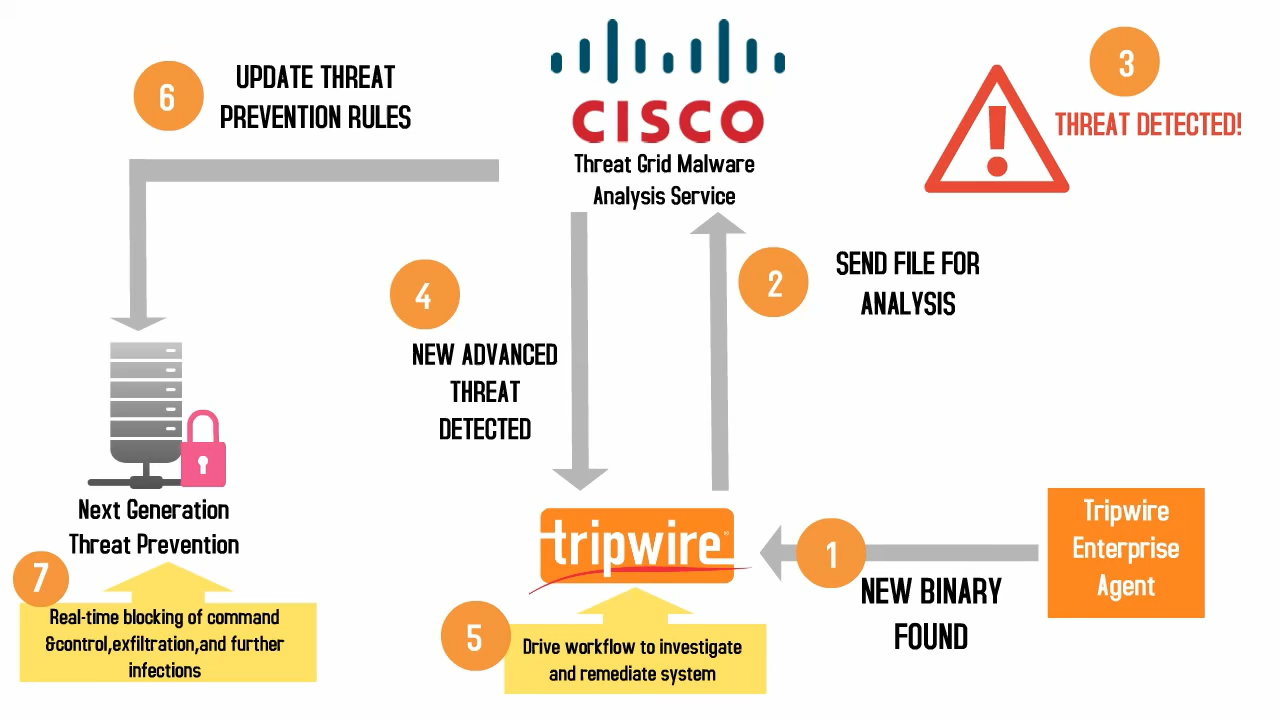 6
UPDATE THREAT
PREVENTION RULES
CISCO
Threat Grid Malware
Analysis Service
3
THREAT DETECTED!
2
SEND FILE FOR
ANALYSIS
4
NEW ADVANCED
THREAT
DETECTED
Next Generation
Threat Prevention
7
Real-time blocking of command
&control,exfiltration,and further
infections
tripwire®
5
Drive workflow to investigate
and remediate system
1
NEW BINARY
FOUND
Tripwire
Enterprise
Agent